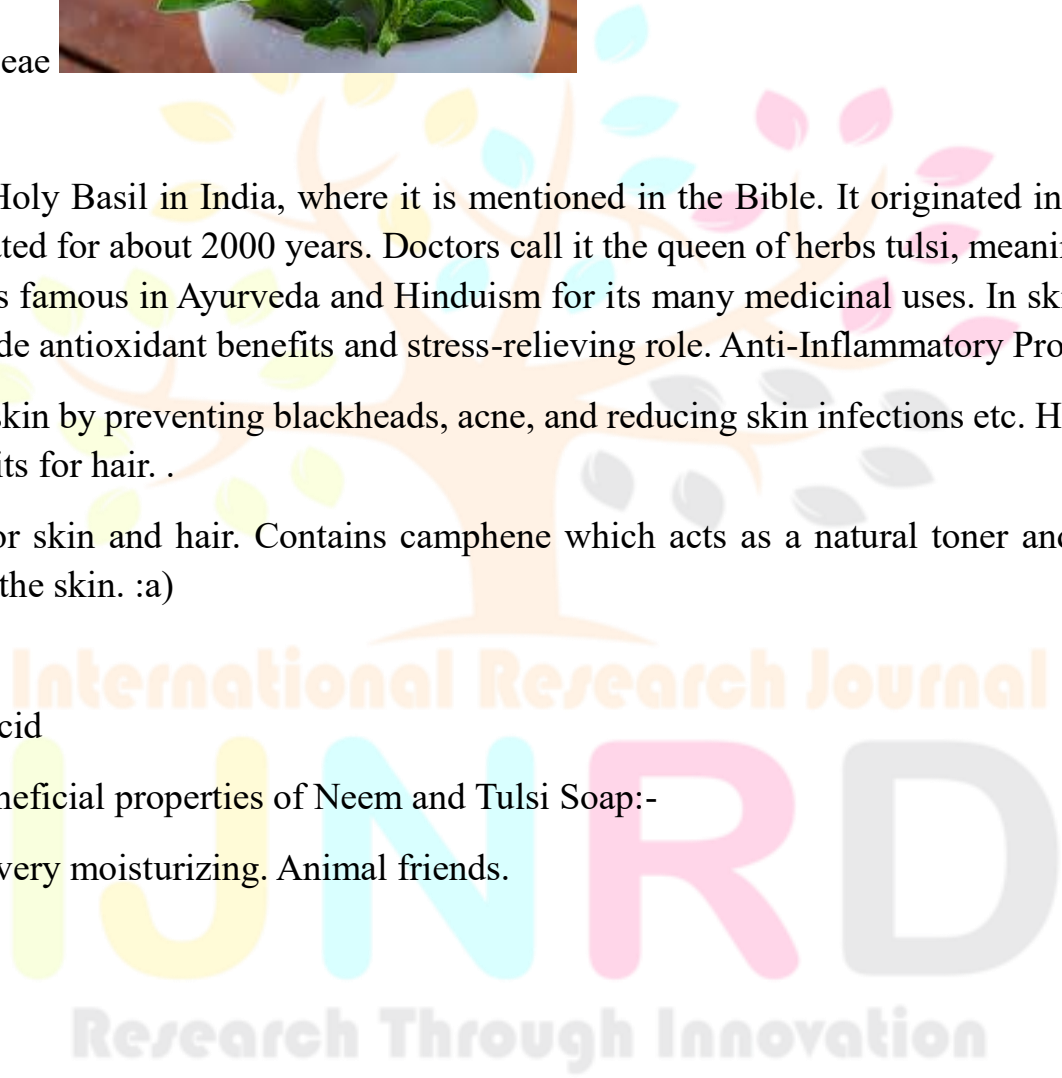 eae
Holy Basil in India, where it is mentioned in the Bible. It originated in
ted for about 2000 years. Doctors call it the queen of herbs tulsi, meani
s famous in Ayurveda and Hinduism for its many medicinal uses. In sk
de antioxidant benefits and stress-relieving role. Anti-Inflammatory Pro
skin by preventing blackheads, acne, and reducing skin infections etc. H
its for hair. .
or skin and hair. Contains camphene which acts as a natural toner and
the skin. :a)
International Research Journal
cid
neficial properties of Neem and Tulsi Soap:-
very moisturizing. Animal friends.
IJNRD
Research Through Innovation